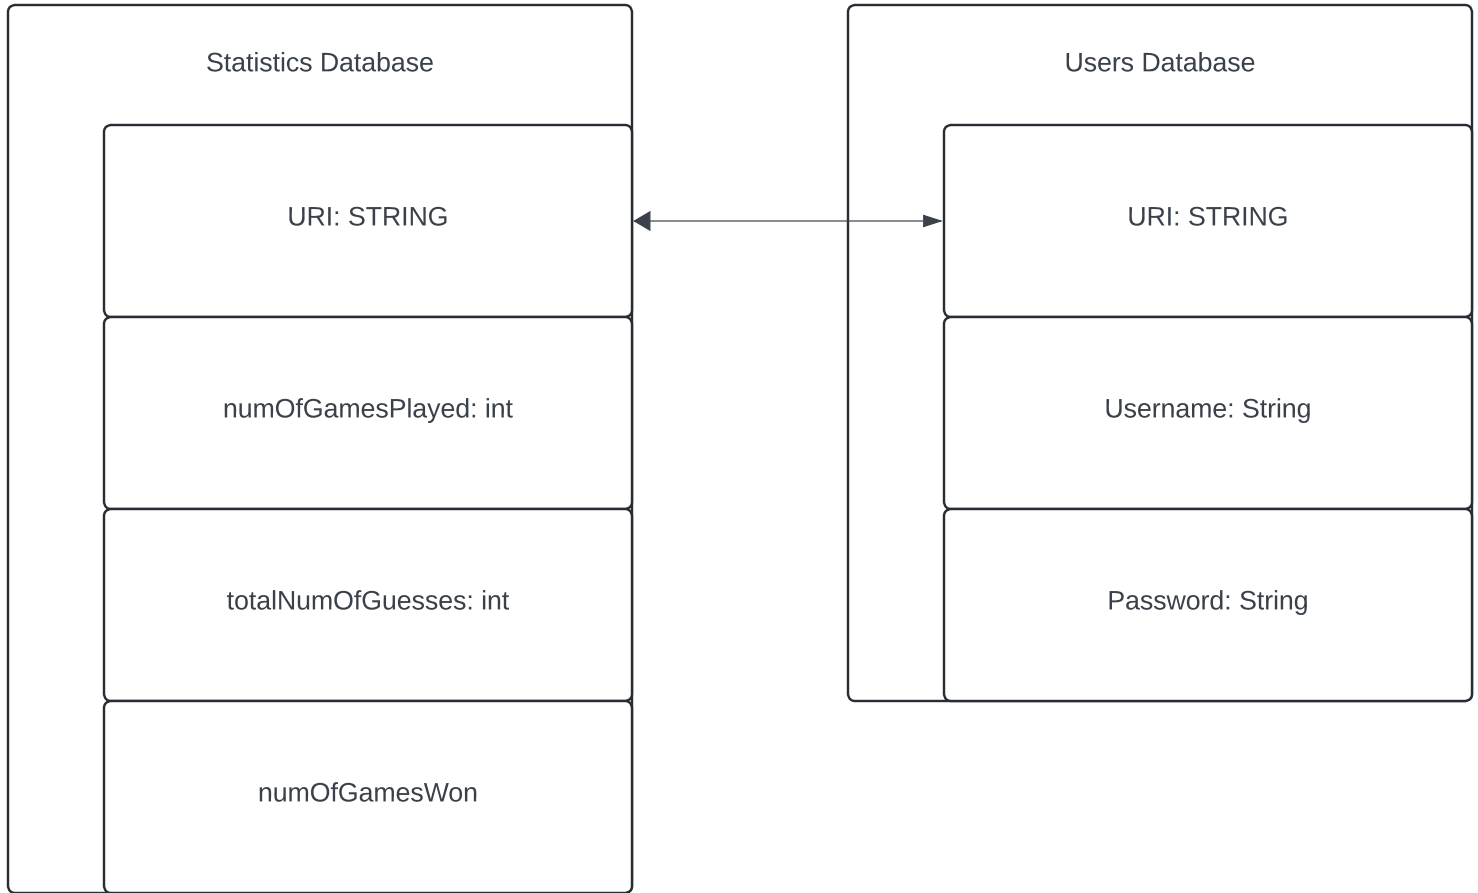 Statistics Database
URI: STRING
numOfGamesPlayed: int
totalNumOfGuesses: int
numOfGamesWon
Users Database
URI: STRING
Username: String
Password: String